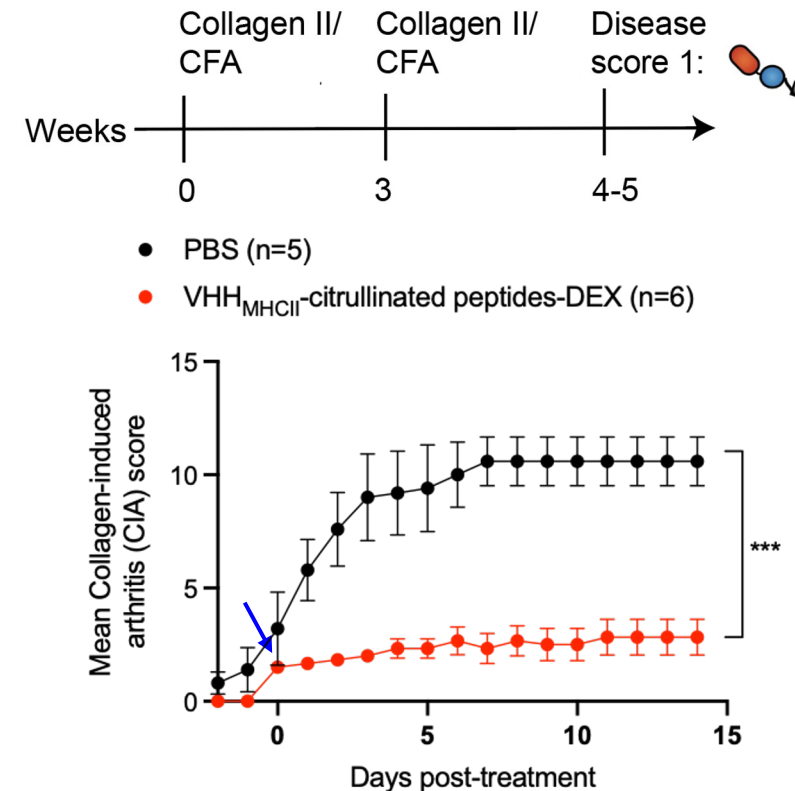 Collagen II/
CFA
Collagen II/
CFA
Disease
score 1:
Weeks
0
3
4-5
PBS (n=5)
VHHMHCII-citrullinated peptides-DEX (n=6)
Mean Collagen-induced
arthritis (CIA) score
15
10
5
0
***
0
5
10
15
Days post-treatment